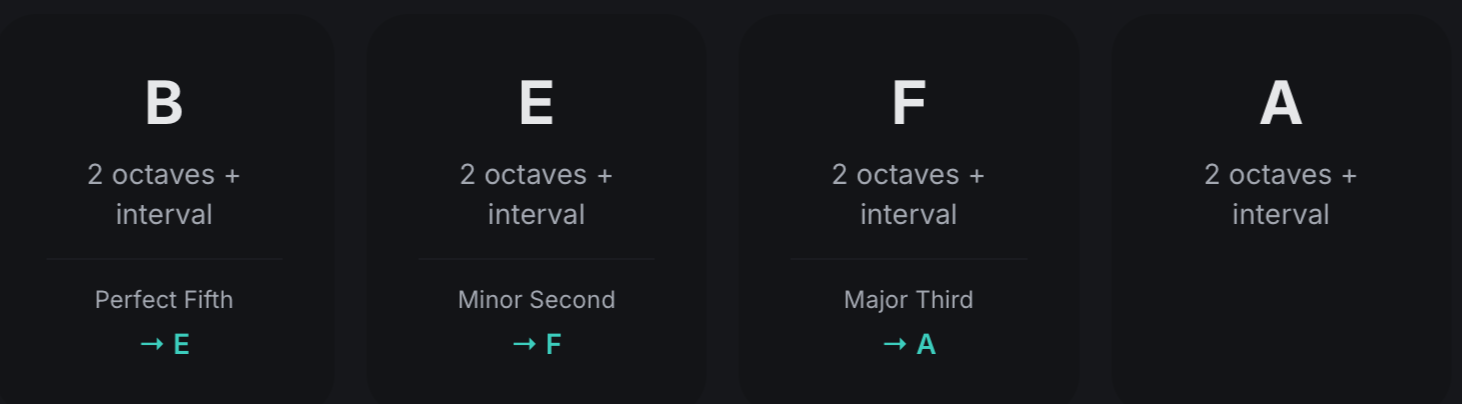 B
2 octaves +
interval
Perfect Fifth
→ E
E
2 octaves +
interval
Minor Second
→ F
F
2 octaves +
interval
Major Third
→ A
A
2 octaves +
interval